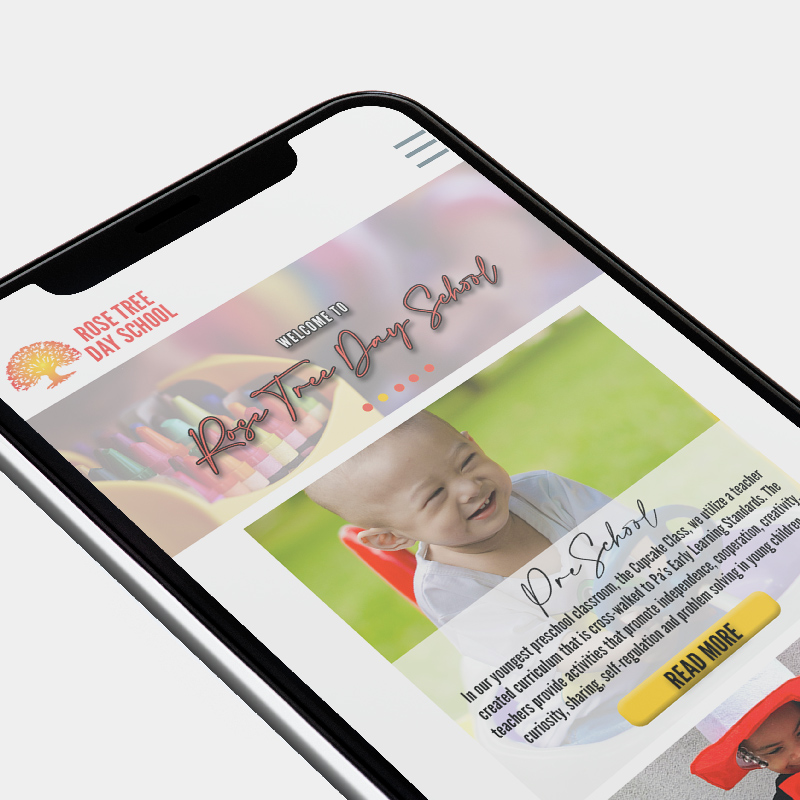 ROSE TREE
DAY SCHOOL
WELCOME TO
Rose Tree Day School
PreSchool
In our youngest preschool classroom, the Cupcake Class, we utilize a teacher
created curriculum that is cross walked to Pa's Early Learning Standards. The
teachers provide activities that promote independence, cooperation, creativity,
curiosity, sharing, self-regulation and problem solving in young children
READ MORE